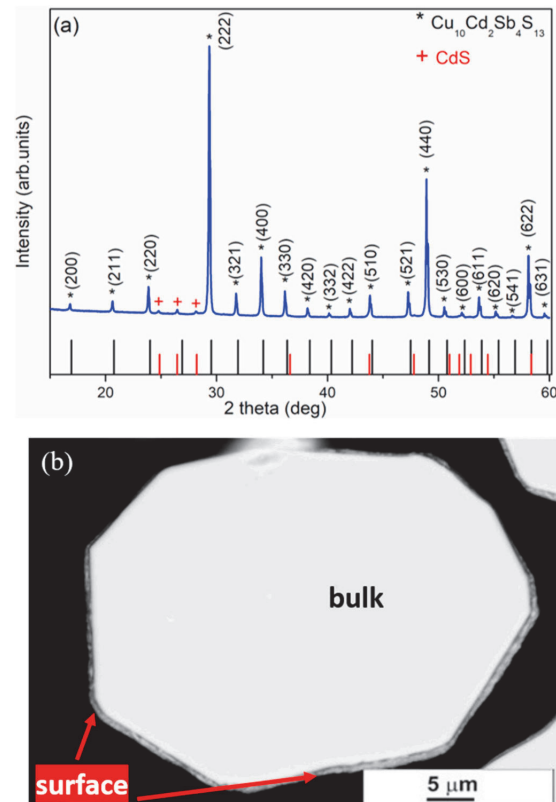 (a)
* Cu10Cd2Sb4S13
+ CdS
Intensity (arb.units)
*(200)
*(211)
*(220)
+
+
+
*(222)
*(321)
*(400)
*(330)
*(420)
*(332)
*(422)
*(510)
*(521)
*(440)
*(530)
*(600)
*(611)
*(620)
*(541)
*(622)
*(631)
20 30 40 50 60
2 theta (deg)
(b)
bulk
surface
5 μm